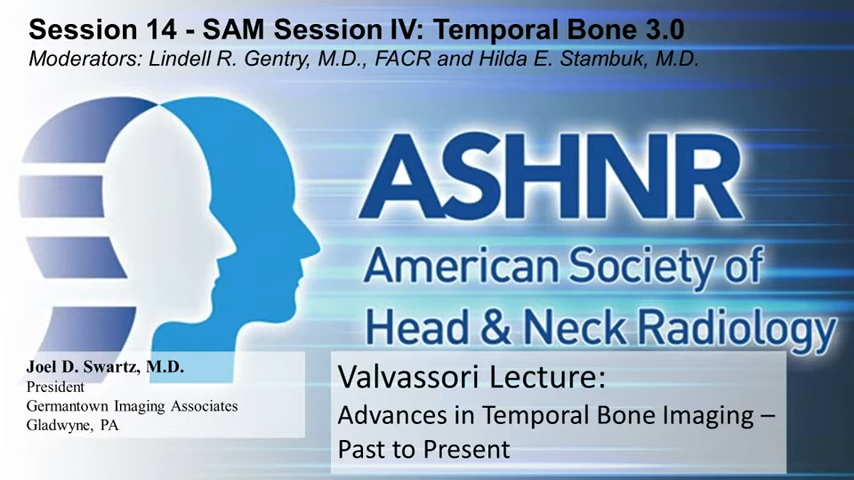 Session 14 - SAM Session IV: Temporal Bone 3.0
Moderators: Lindell R. Gentry, M.D., FACR and Hilda E. Stambuk, M.D.
ASHNR
American Society of
Head & Neck Radiology
Joel D. Swartz, M.D.
President
Germantown Imaging Associates
Gladwyne, PA
Valvassori Lecture:
Advances in Temporal Bone Imaging –
Past to Present